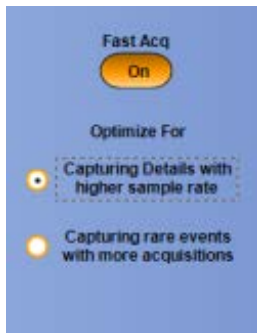 Fast Acq
On
Optimize For
Capturing Details with
higher sample rate
Capturing rare events
with more acquisitions